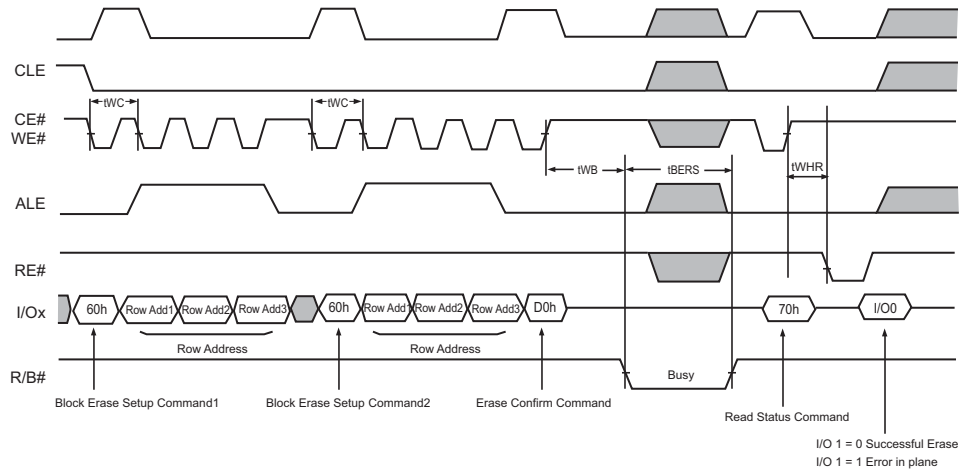 CLE
tWC
tWC
CE#
WE#
tWB
tBERS
tWHR
ALE
RE#
I/Ox
60h
Row Add1
Row Add2
Row Add3
60h
Row Add1
Row Add2
Row Add3
D0h
70h
I/O0
Row Address
Row Address
R/B#
Busy
Block Erase Setup Command1
Block Erase Setup Command2
Erase Confirm Command
Read Status Command
I/O 1 = 0 Successful Erase
I/O 1 = 1 Error in plane